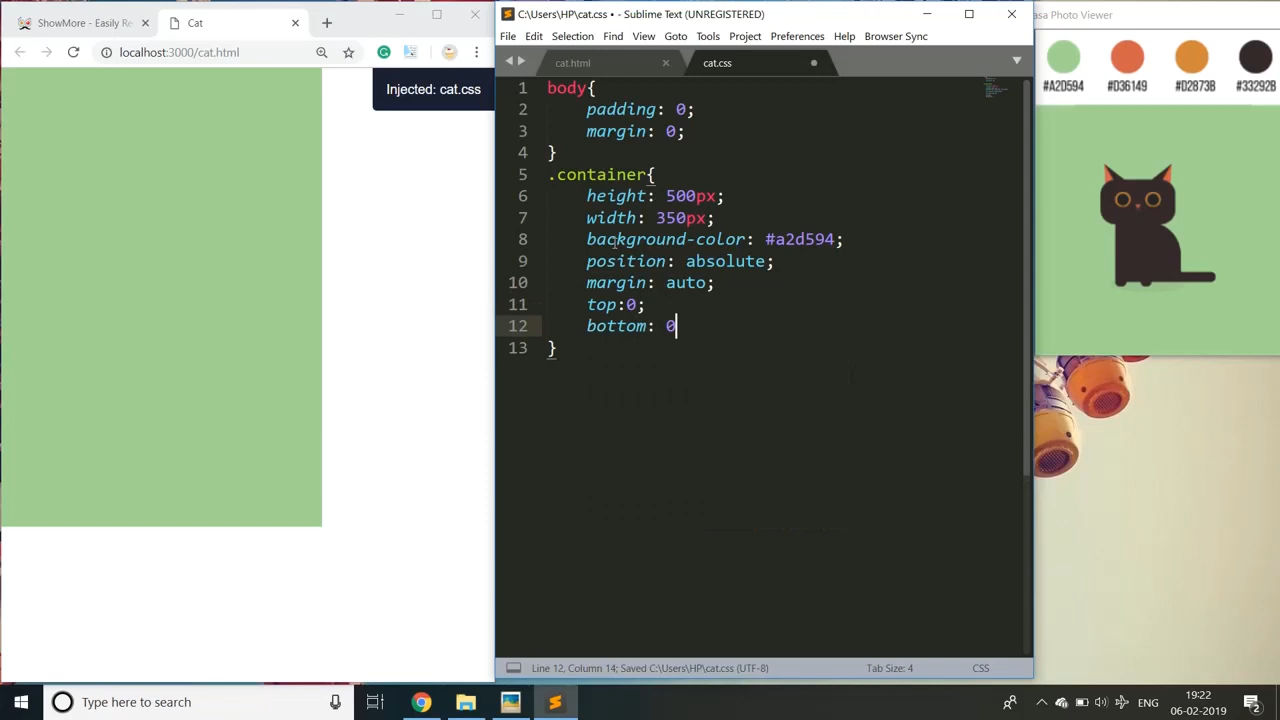 ShowMore - Easily Re
Cat
localhost:3000/cat.html
Injected: cat.css
C:\Users\HP\cat.css • - Sublime Text (UNREGISTERED)
File Edit Selection Find View Goto Tools Project Preferences Help Browser Sync
cat.html
cat.css
1 body{
2 padding: 0;
3 margin: 0;
4 }
5 .container{
6 height: 500px;
7 width: 350px;
8 background-color: #a2d594;
9 position: absolute;
10 margin: auto;
11 top:0;
12 bottom: 0
13 }
Line 12, Column 14; Saved C:\Users\HP\cat.css (UTF-8)
Tab Size: 4
CSS
asa Photo Viewer
#A2D594 #D36149 #D2873B #33292B
Type here to search
ENG
19:22
06-02-2019
2